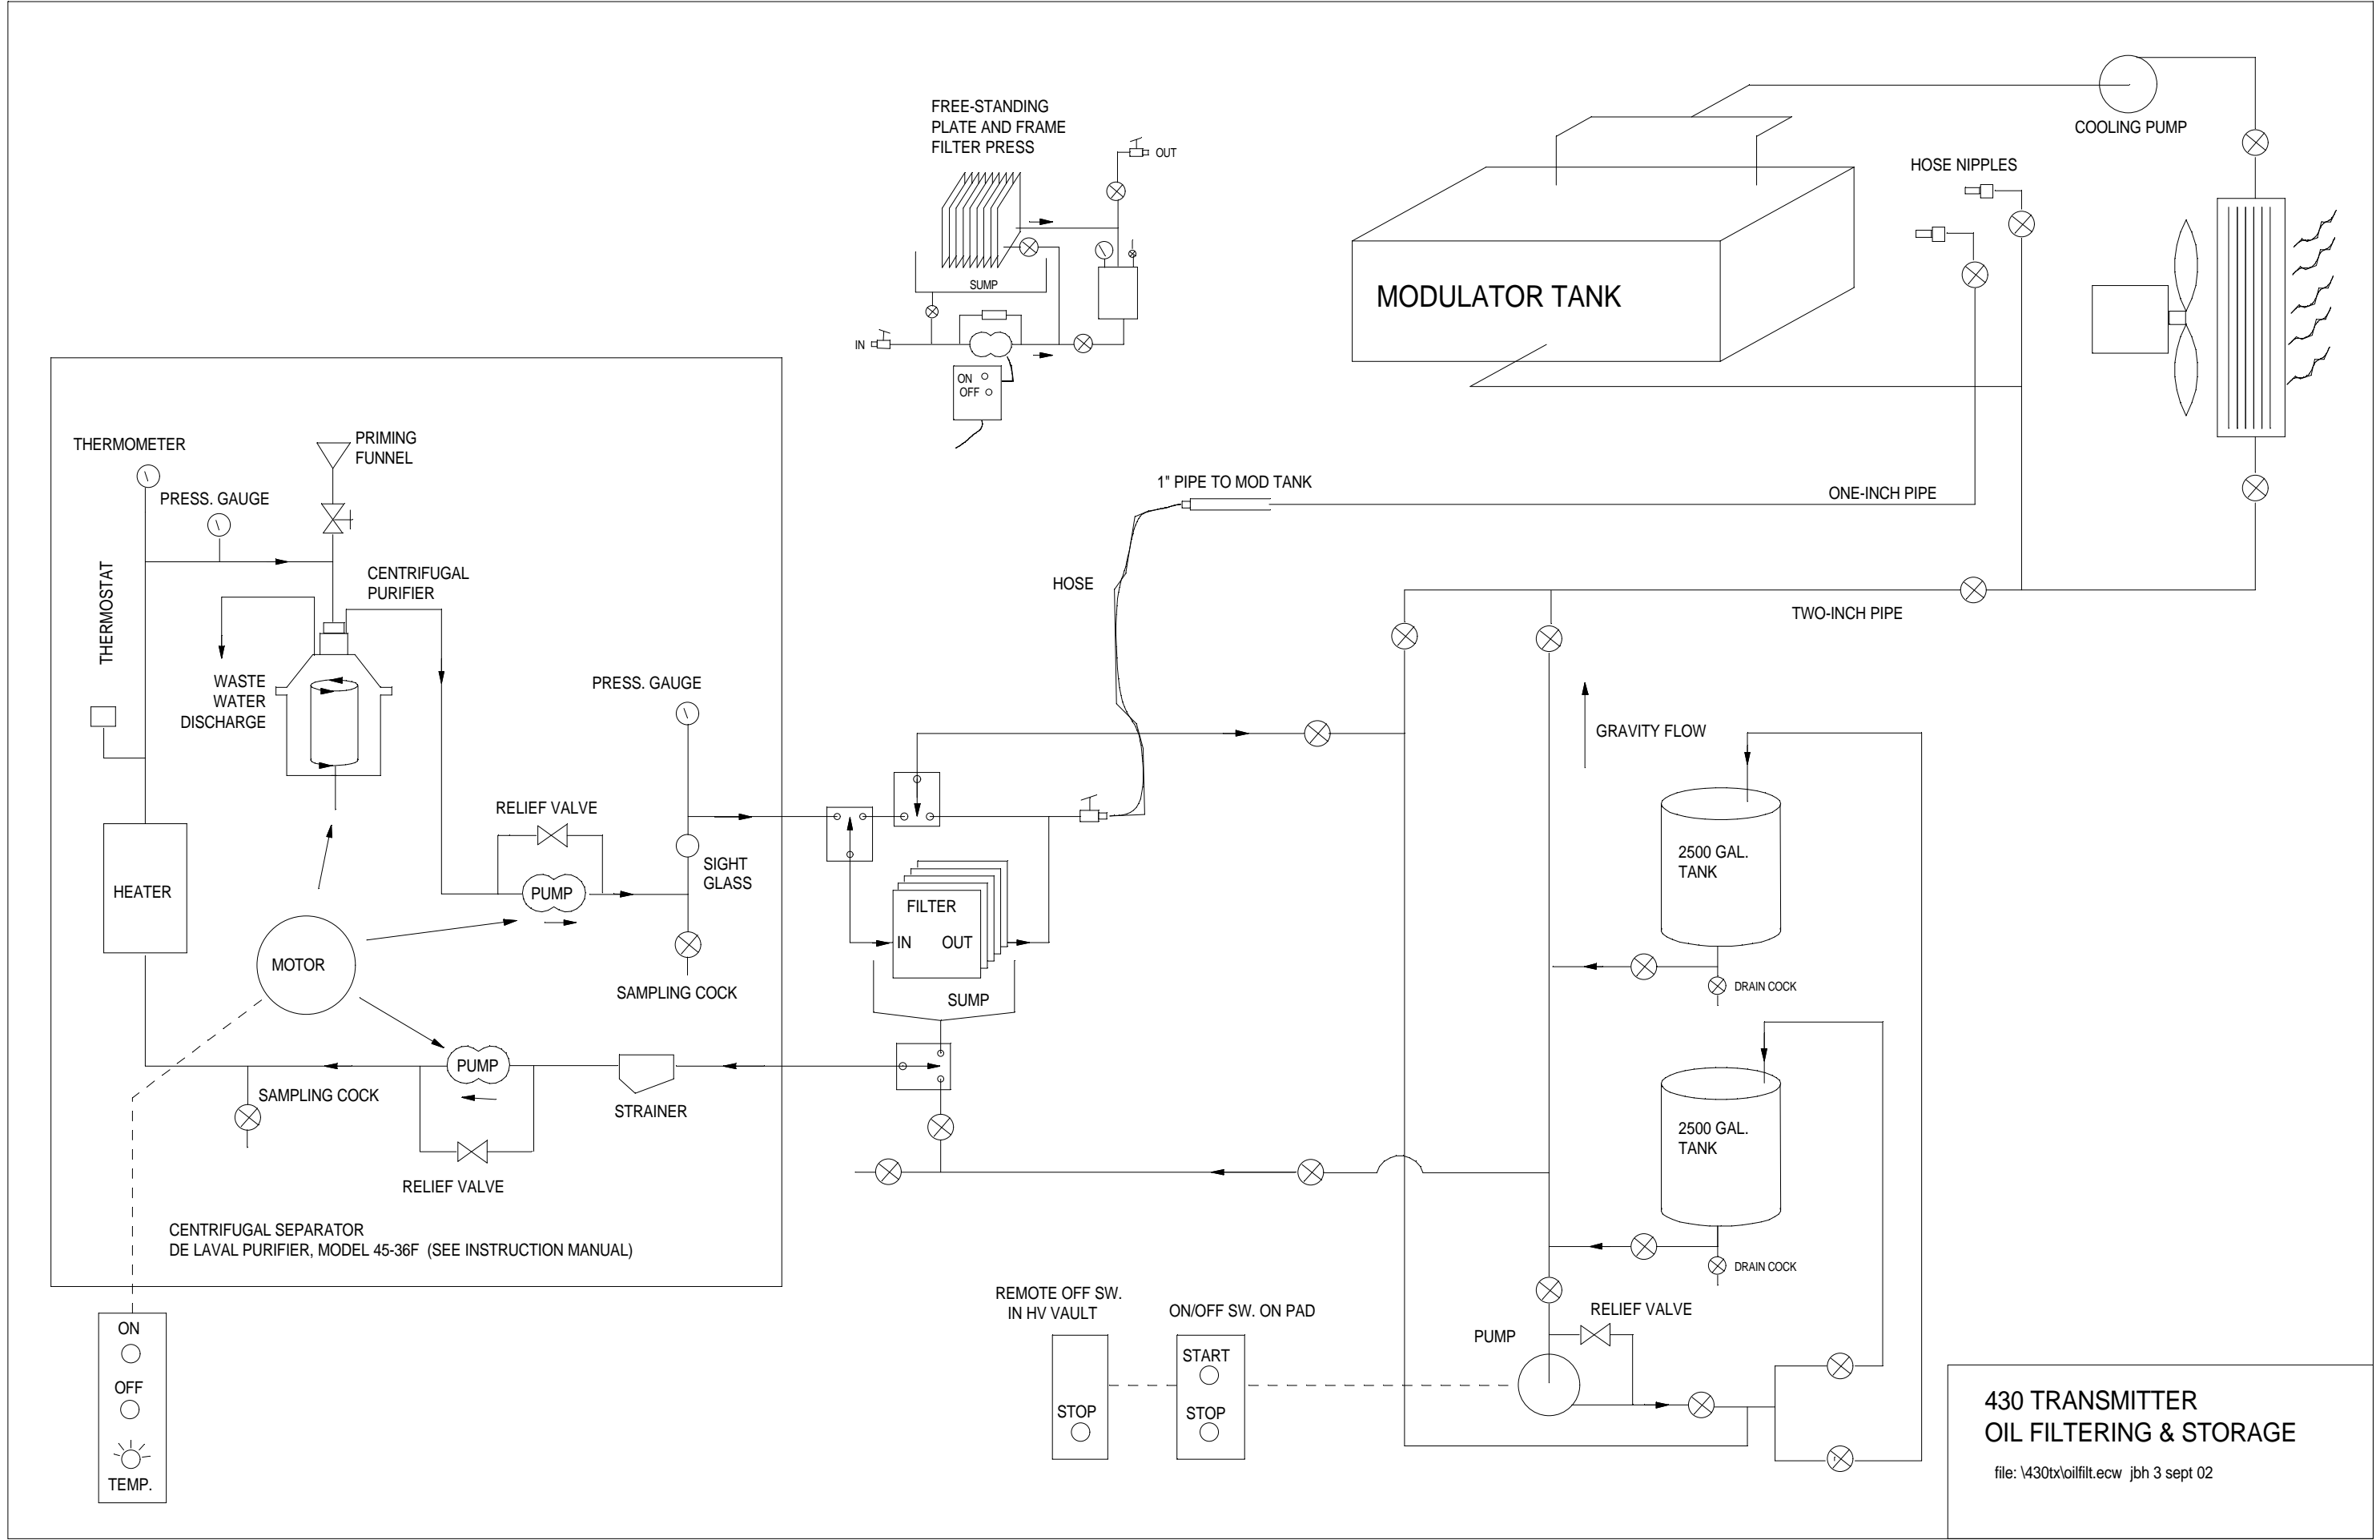 FREE-STANDING
PLATE AND FRAME
FILTER PRESS
OUT
SUMP
IN
ON
OFF
COOLING PUMP
HOSE NIPPLES
MODULATOR TANK
THERMOMETER
PRIMING
FUNNEL
PRESS. GAUGE
THERMOSTAT
CENTRIFUGAL
PURIFIER
WASTE
WATER
DISCHARGE
PRESS. GAUGE
HEATER
RELIEF VALVE
PUMP
SIGHT
GLASS
MOTOR
SAMPLING COCK
PUMP
SAMPLING COCK
STRAINER
RELIEF VALVE
CENTRIFUGAL SEPARATOR
DE LAVAL PURIFIER, MODEL 45-36F (SEE INSTRUCTION MANUAL)
ON
OFF
TEMP.
1" PIPE TO MOD TANK
ONE-INCH PIPE
HOSE
TWO-INCH PIPE
GRAVITY FLOW
FILTER
IN OUT
SUMP
2500 GAL.
TANK
DRAIN COCK
2500 GAL.
TANK
DRAIN COCK
REMOTE OFF SW.
IN HV VAULT
STOP
ON/OFF SW. ON PAD
START
STOP
PUMP
RELIEF VALVE
430 TRANSMITTER
OIL FILTERING & STORAGE
file: \430tx\oilfilt.ecw jbh 3 sept 02